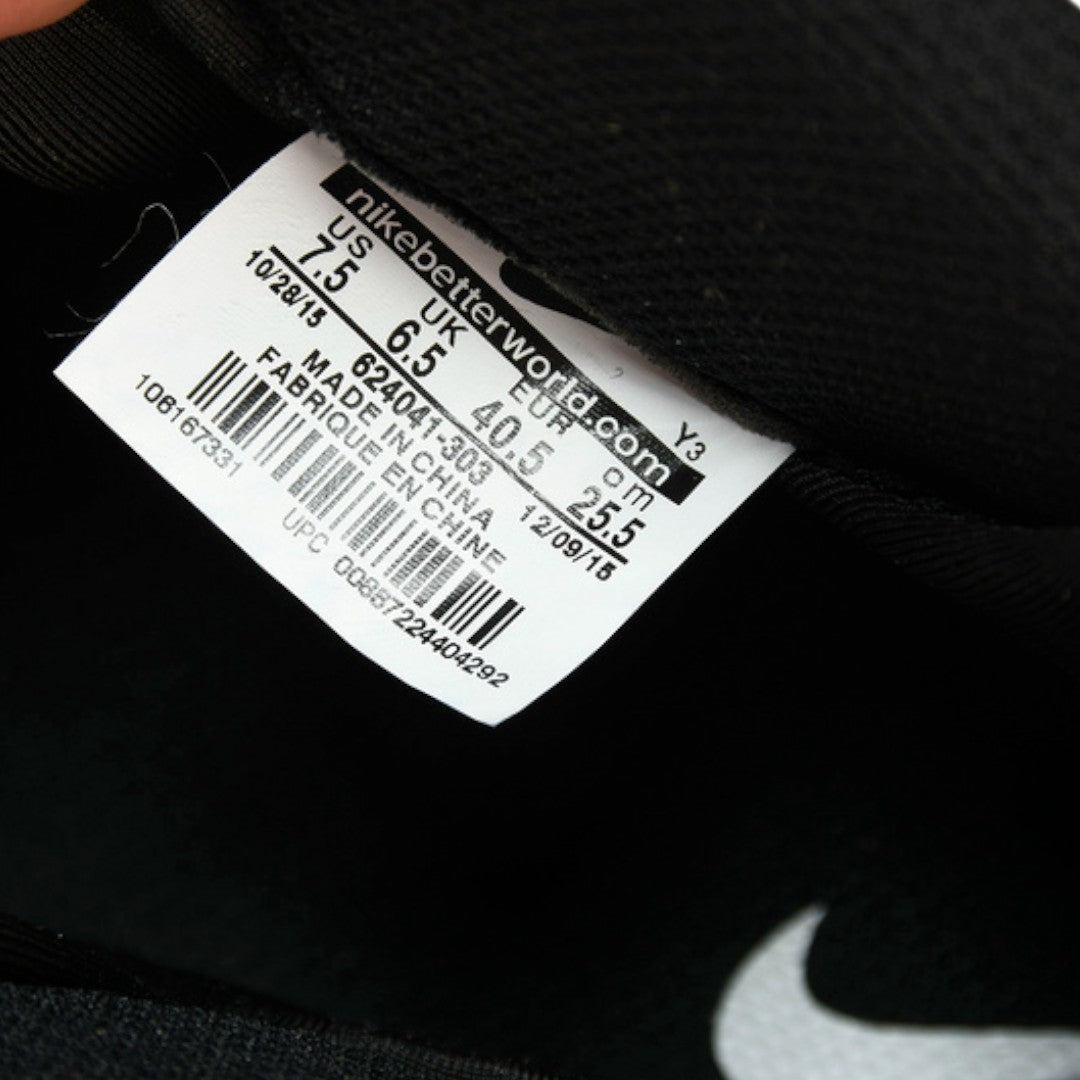 nikebetterworld.com
Y3
US UK EUR cm
7.5 6.5 40.5 25.5
10/28/15 624041-303 12/09/15
MADE IN CHINA
FABRIQUE EN CHINE
106167331
UPC 00887224404292